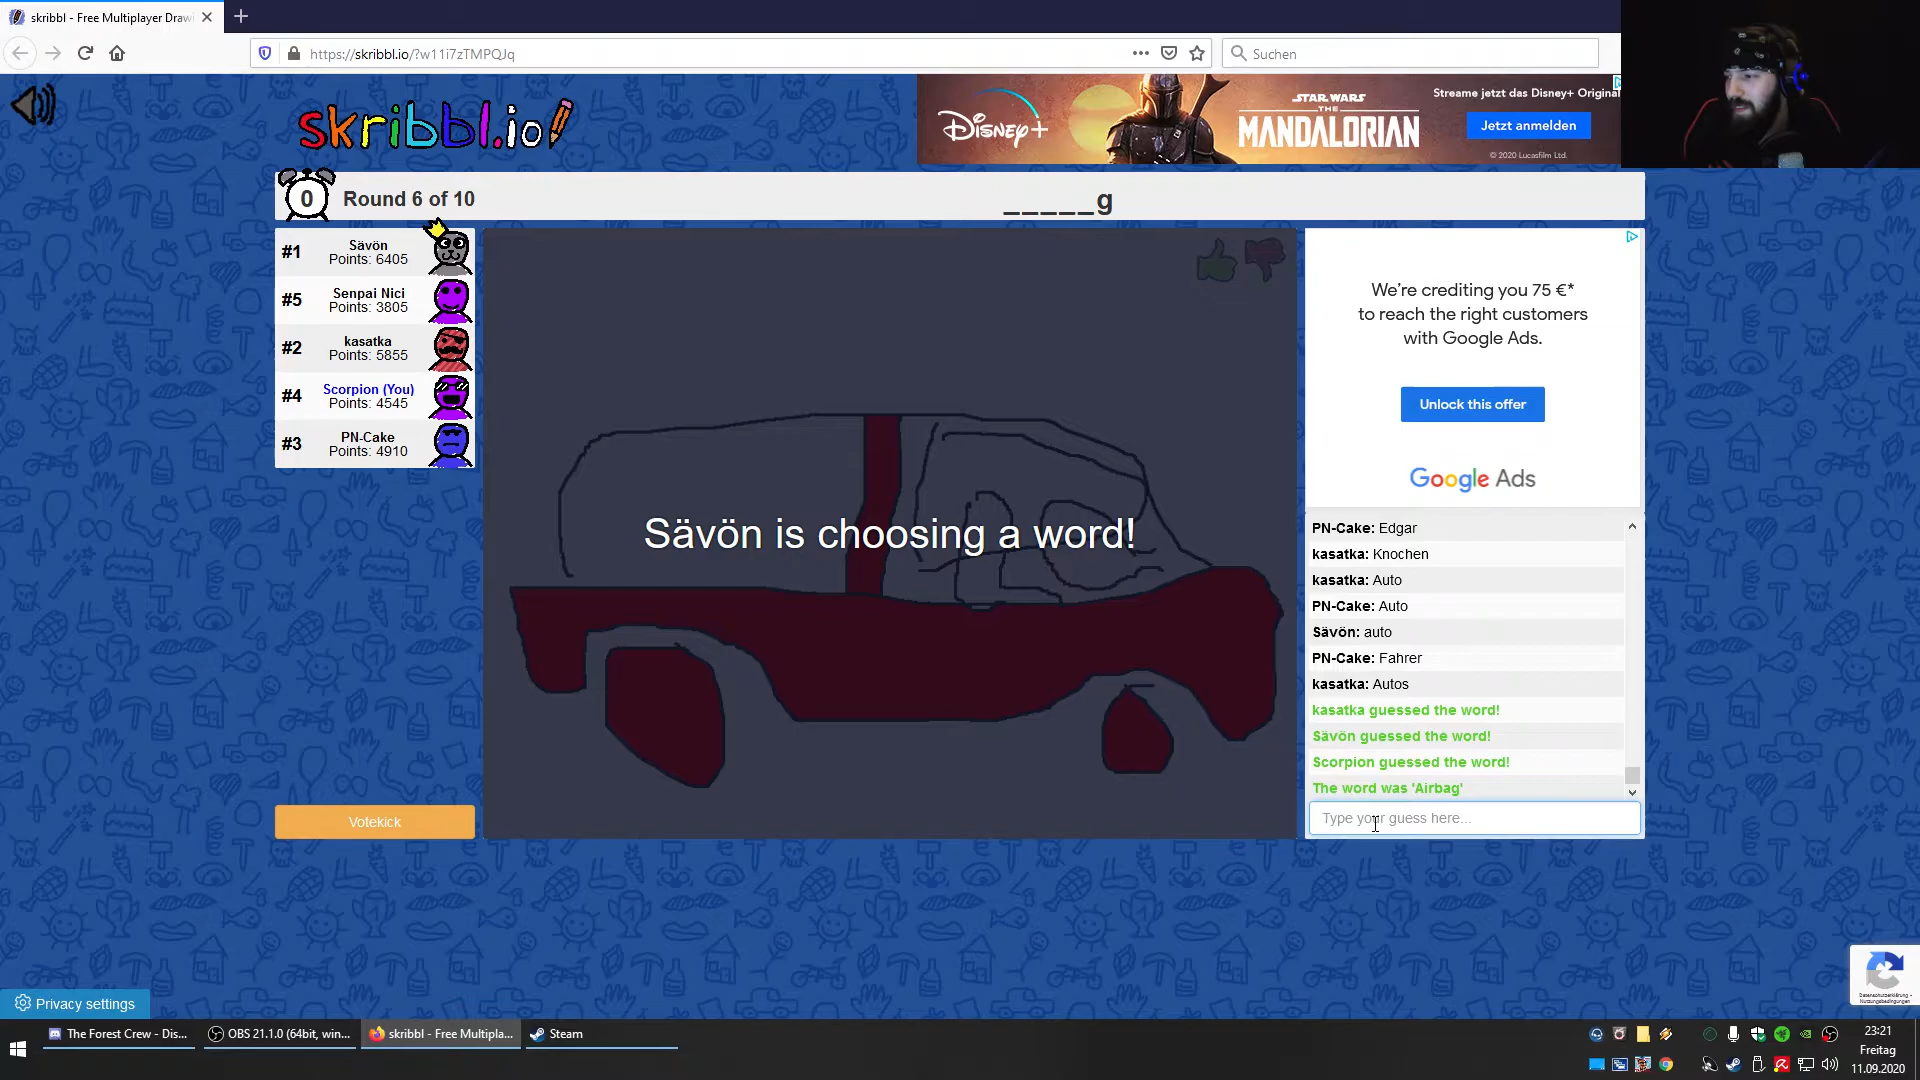 skribbl - Free Multiplayer Drawi
https://skribbl.io/?w11i7zTMPQJq
Suchen
skribbl.io
Disney+
STAR WARS
THE
MANDALORIAN
Streame jetzt das Disney+ Original
Jetzt anmelden
© 2020 Lucasfilm Ltd.
0
Round 6 of 10
_____g
#1
Sävön
Points: 6405
#5
Senpai Nici
Points: 3805
#2
kasatka
Points: 5855
#4
Scorpion (You)
Points: 4545
#3
PN-Cake
Points: 4910
Votekick
Sävön is choosing a word!
We're crediting you 75 €*
to reach the right customers
with Google Ads.
Unlock this offer
Google Ads
PN-Cake: Edgar
kasatka: Knochen
kasatka: Auto
PN-Cake: Auto
Sävön: auto
PN-Cake: Fahrer
kasatka: Autos
kasatka guessed the word!
Sävön guessed the word!
Scorpion guessed the word!
The word was 'Airbag'
Type your guess here...
Privacy settings
Datenschutzerklärung -
Nutzungsbedingungen
The Forest Crew - Dis...
OBS 21.1.0 (64bit, win...
skribbl - Free Multipla...
Steam
23:21
Freitag
11.09.2020